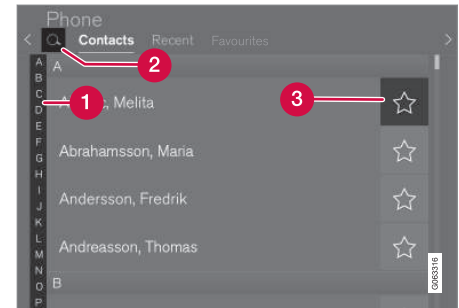 Phone
Contacts Recent Favourites
2
A
A
B
C
D
E
F
G
H
I
J
K
L
M
N
O
P
1
, Melita
3
Abrahamsson, Maria
Andersson, Fredrik
Andreasson, Thomas
B
G063316